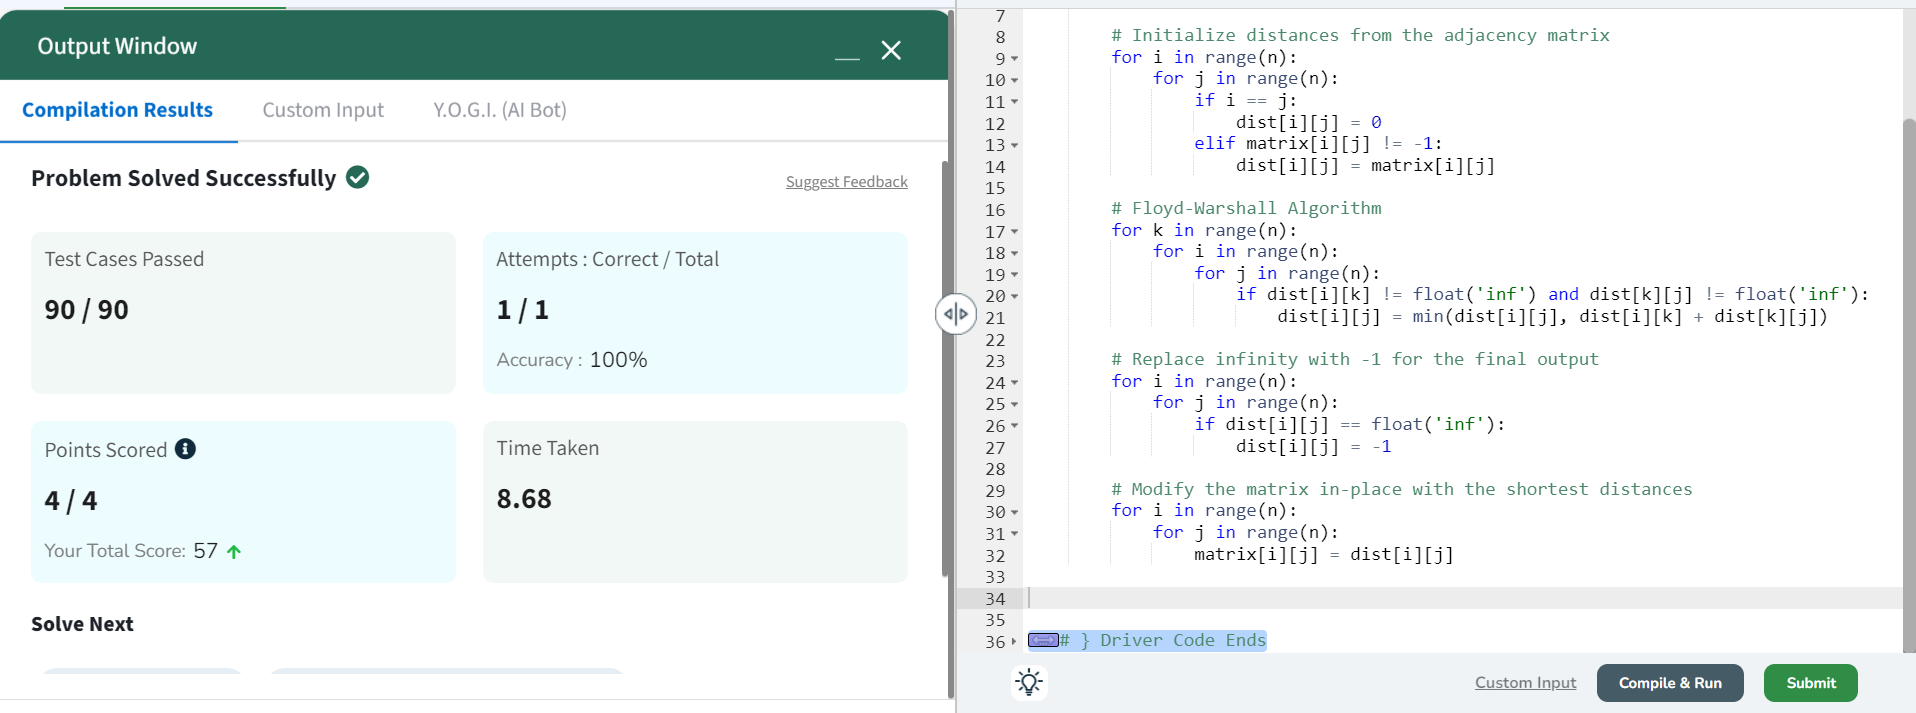 Output Window
Compilation Results Custom Input Y.O.G.I. (AI Bot)
Problem Solved Successfully
Suggest Feedback
Test Cases Passed
90 / 90
Attempts : Correct / Total
1 / 1
Accuracy : 100%
Points Scored
4 / 4
Your Total Score: 57
Time Taken
8.68
Solve Next
7
8 # Initialize distances from the adjacency matrix
9 for i in range(n):
10 for j in range(n):
11 if i == j:
12 dist[i][j] = 0
13 elif matrix[i][j] != -1:
14 dist[i][j] = matrix[i][j]
15
16 # Floyd-Warshall Algorithm
17 for k in range(n):
18 for i in range(n):
19 for j in range(n):
20 if dist[i][k] != float('inf') and dist[k][j] != float('inf'):
21 dist[i][j] = min(dist[i][j], dist[i][k] + dist[k][j])
22
23 # Replace infinity with -1 for the final output
24 for i in range(n):
25 for j in range(n):
26 if dist[i][j] == float('inf'):
27 dist[i][j] = -1
28
29 # Modify the matrix in-place with the shortest distances
30 for i in range(n):
31 for j in range(n):
32 matrix[i][j] = dist[i][j]
33
34
35
36 # } Driver Code Ends
Custom Input Compile & Run Submit